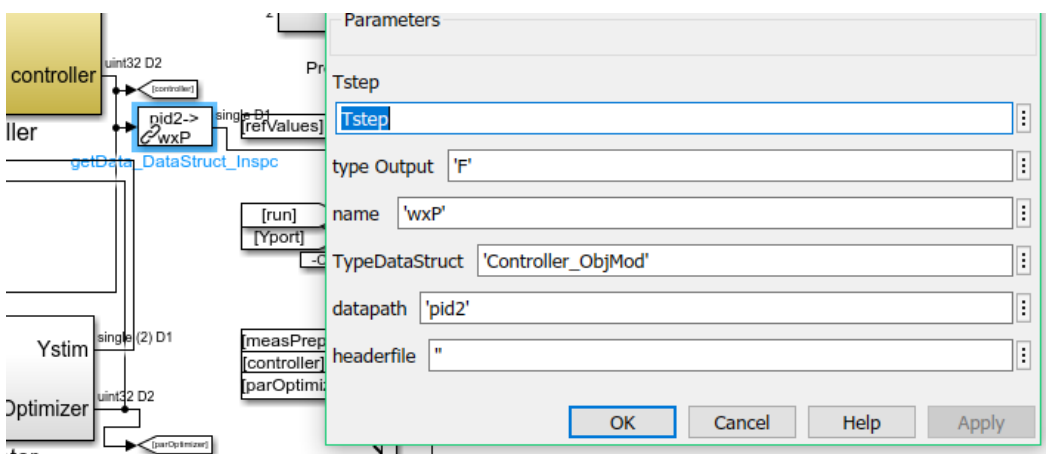 Parameters
Tstep
Tstep
type Output 'F'
name 'wxP'
TypeDataStruct 'Controller_ObjMod'
datapath 'pid2'
headerfile ''
OK Cancel Help Apply
controller
uint32 D2
[controller]
pid2->
wxP
single D1
[refValues]
ller
getData_DataStruct_Inspc
[run]
[Yport]
Ystim
single (2) D1
[measPrep
[controller]
[parOptimi
Optimizer
uint32 D2
[parOptimizer]